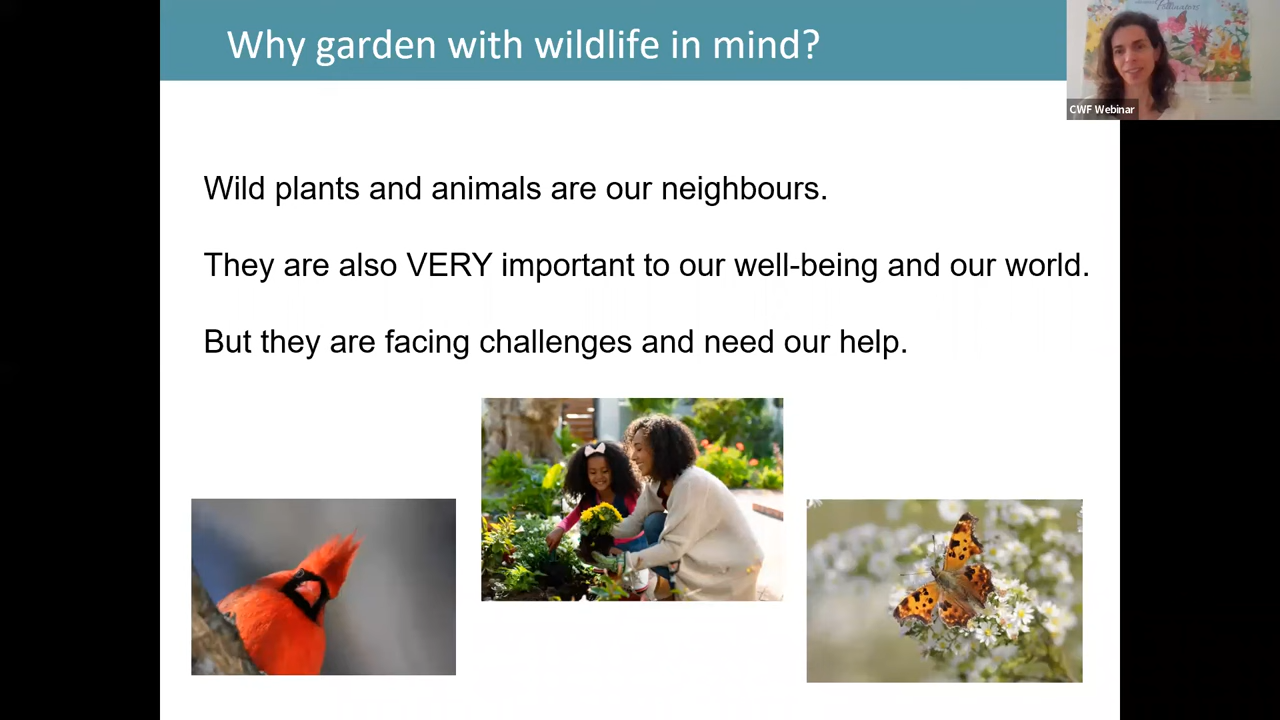 Why garden with wildlife in mind?
CWF Webinar
Wild plants and animals are our neighbours.
They are also VERY important to our well-being and our world.
But they are facing challenges and need our help.